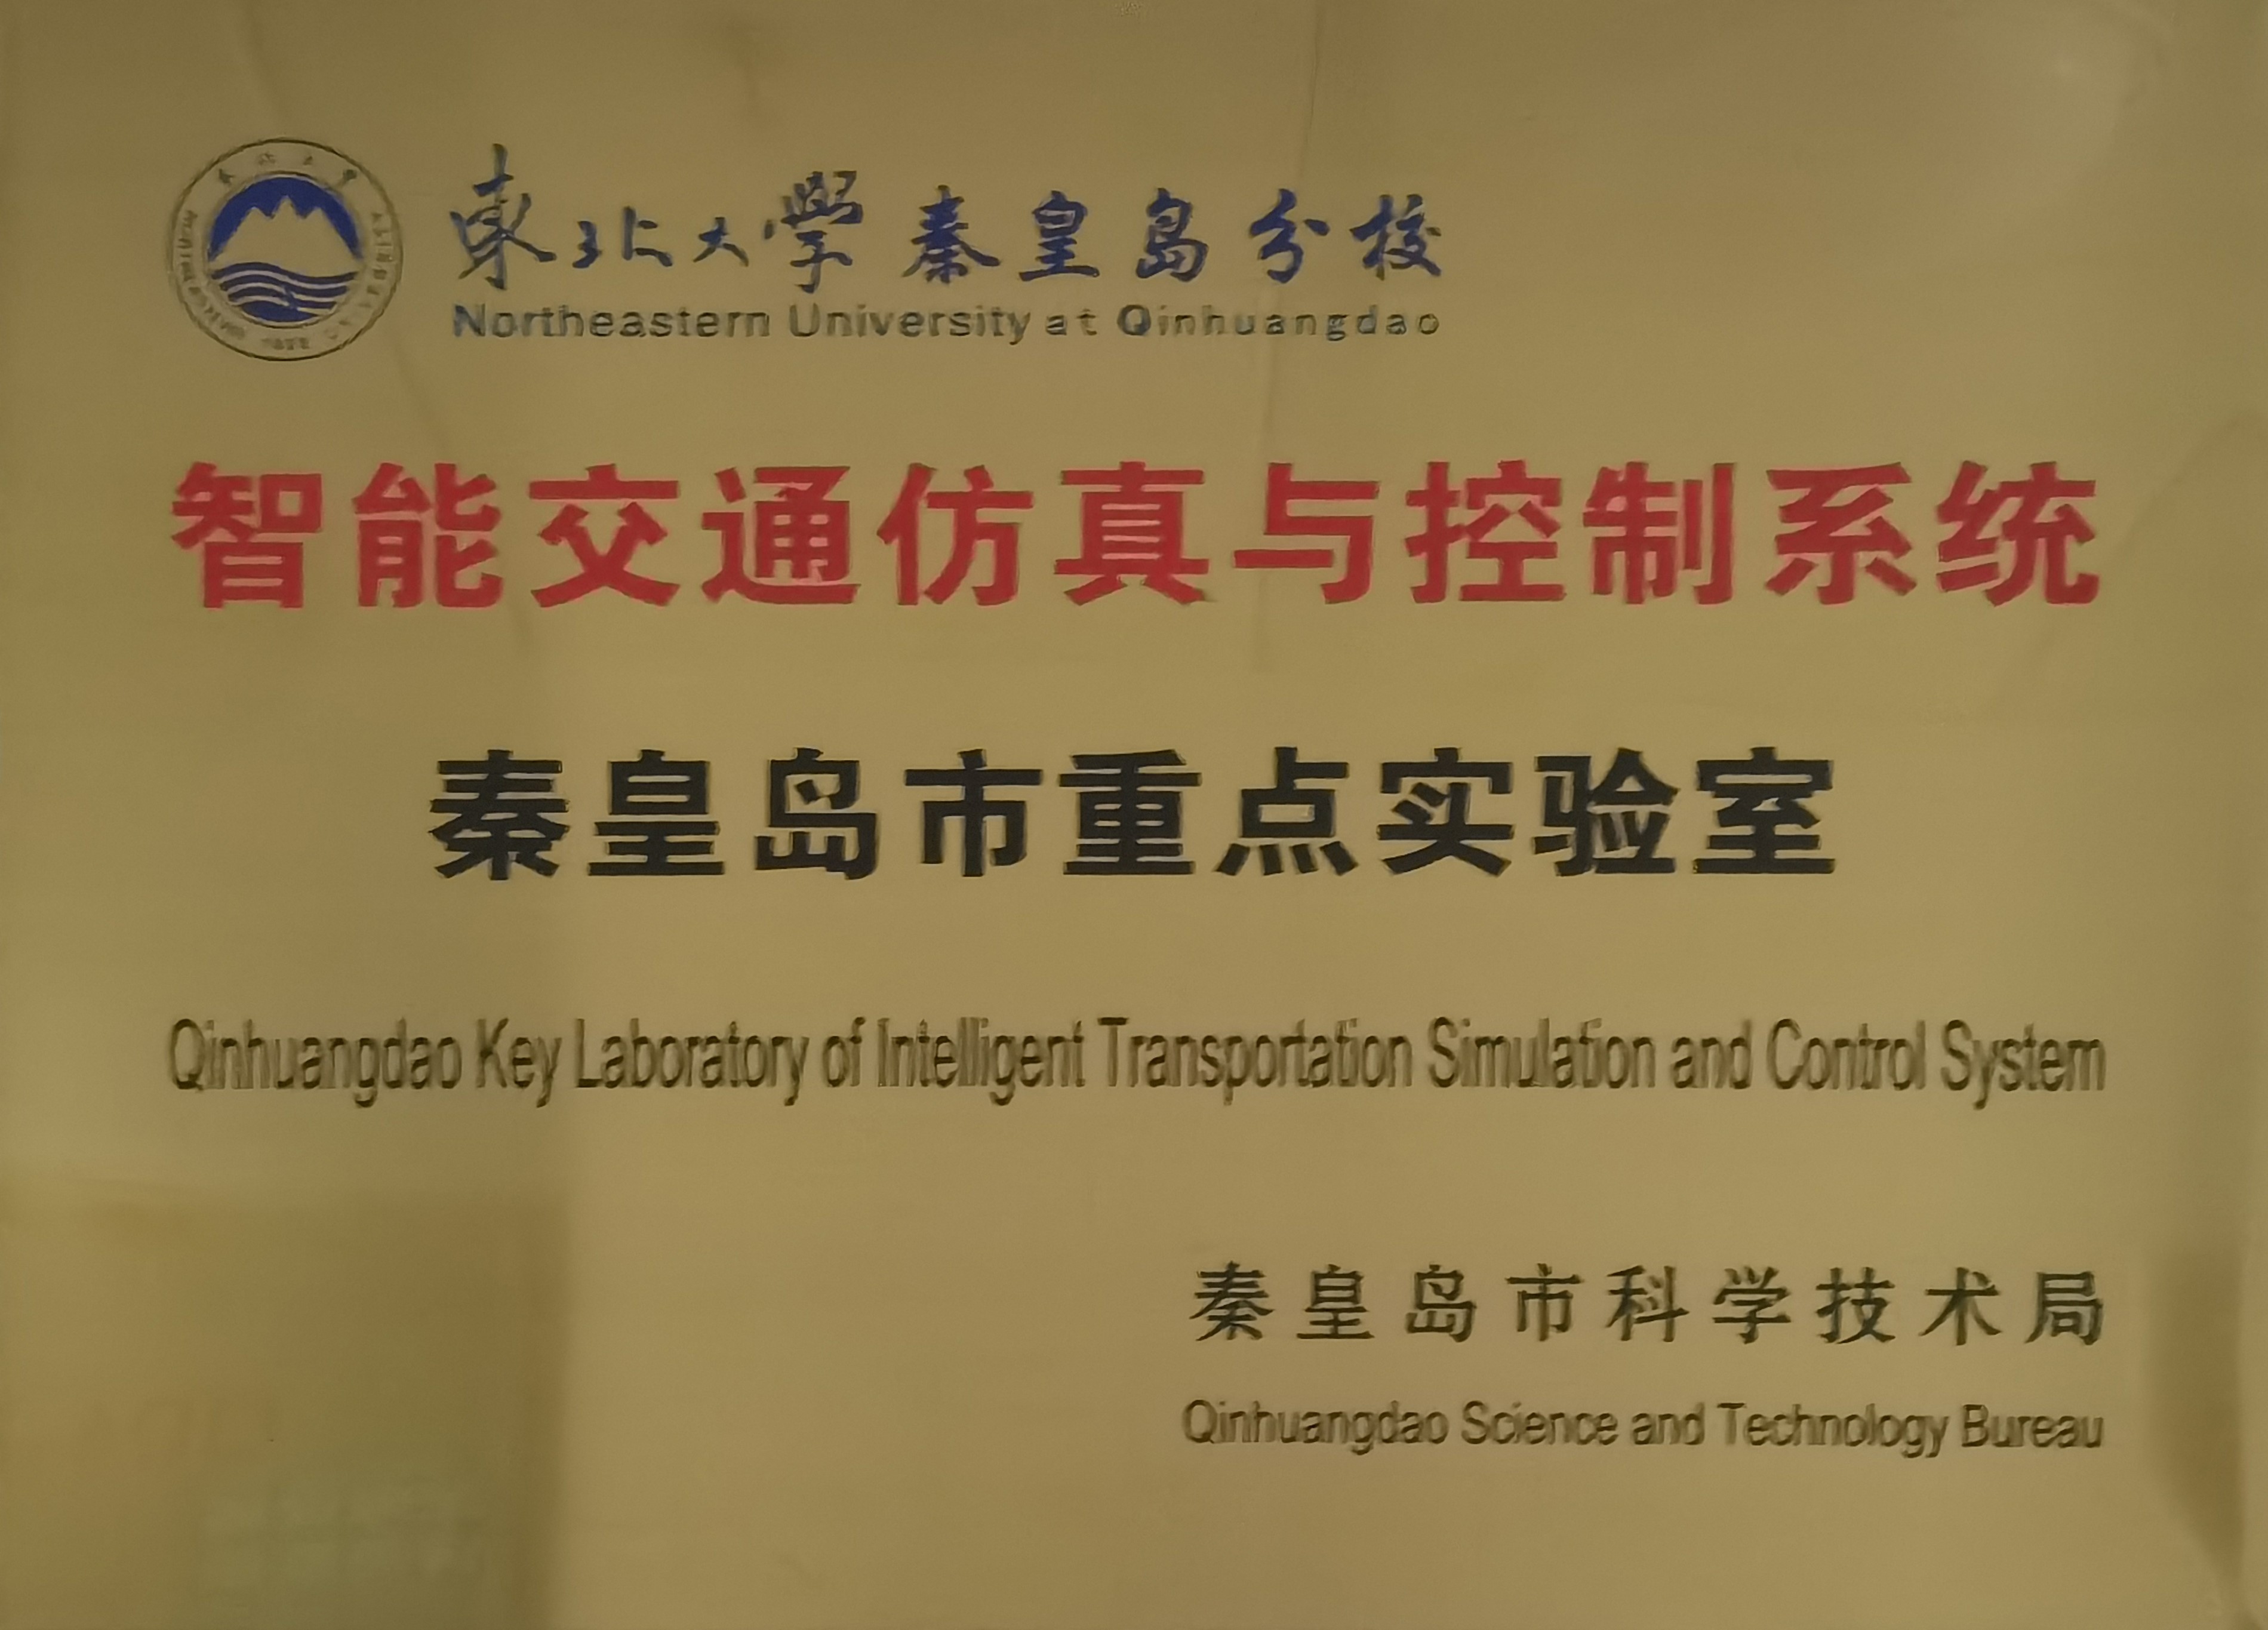 東北大學秦皇岛分校
Northeastern University at Qinhuangdao
智能交通仿真与控制系统
秦皇岛市重点实验室
Qinhuangdao Key Laboratory of Intelligent Transportation Simulation and Control System
秦皇岛市科学技术局
Qinhuangdao Science and Technology Bureau